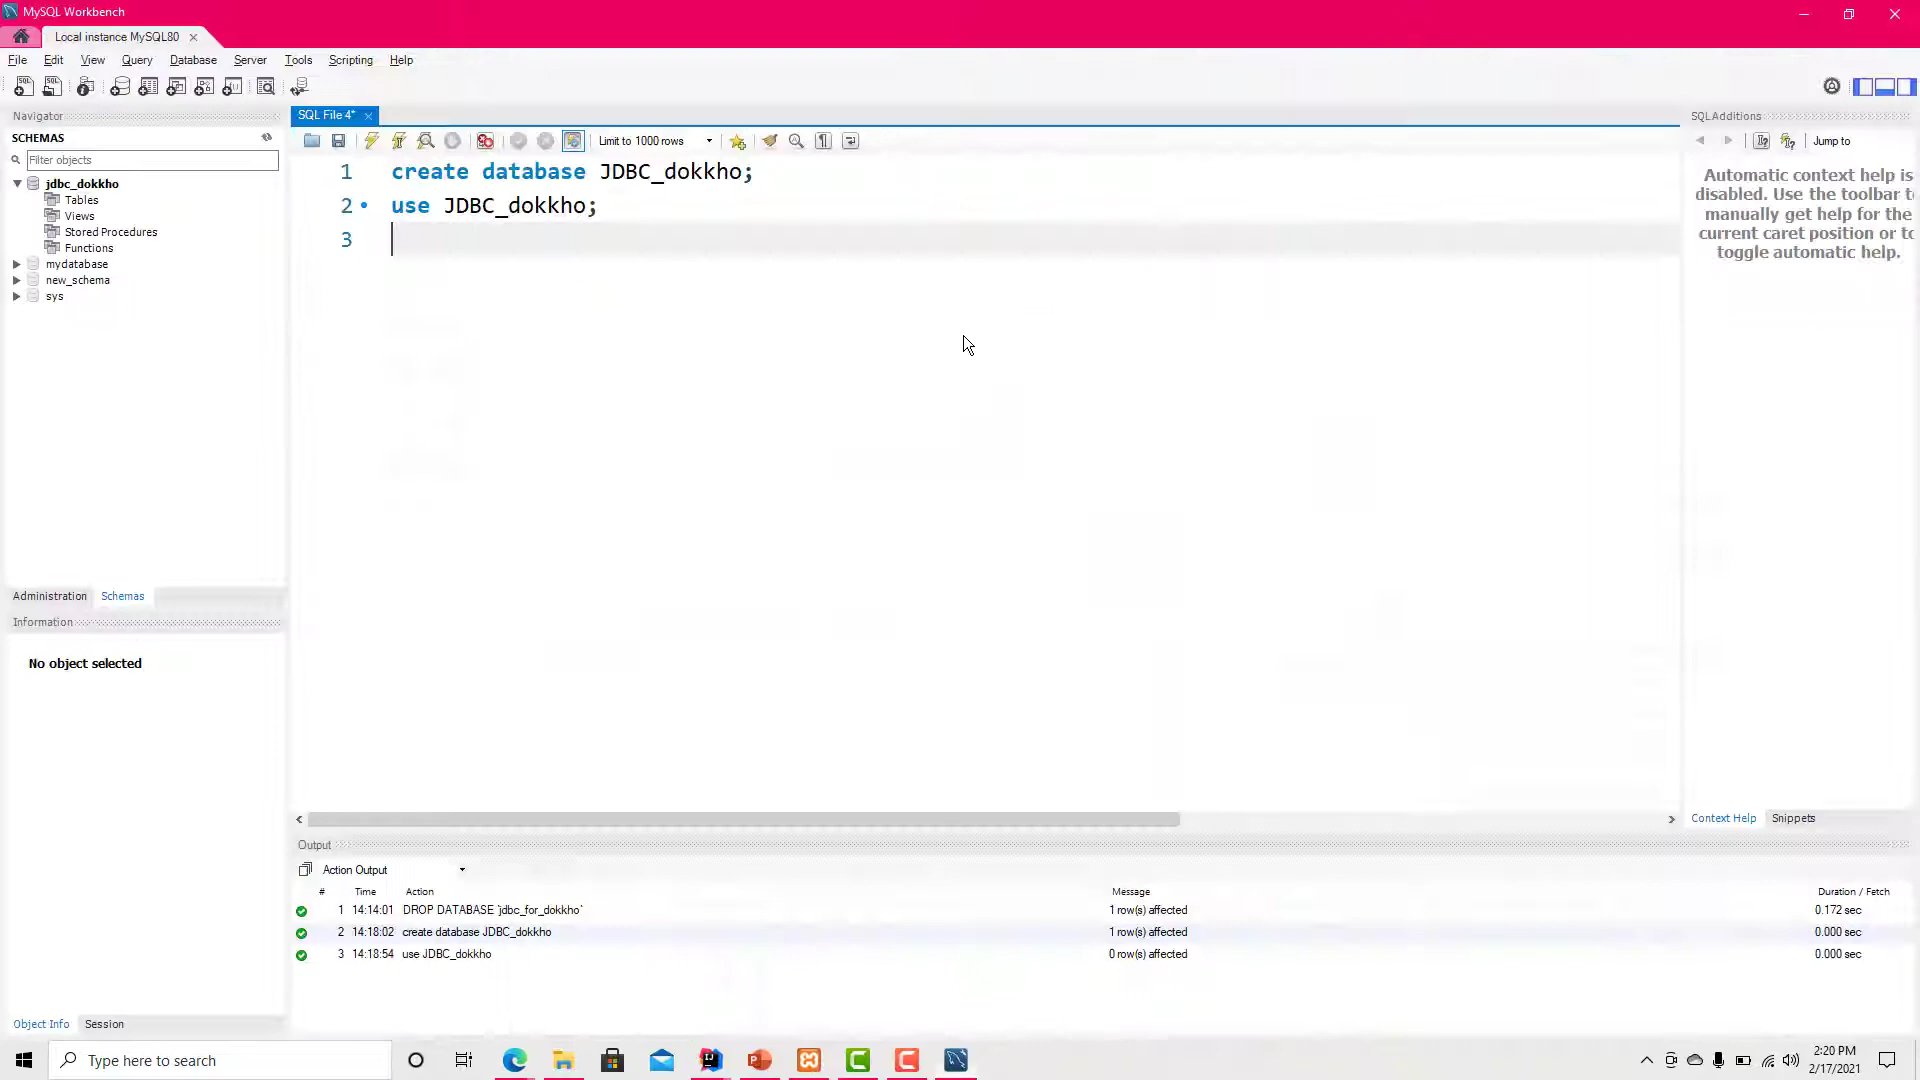 MySQL Workbench
Local instance MySQL80
File Edit View Query Database Server Tools Scripting Help
Navigator
SCHEMAS
Filter objects
jdbc_dokkho
Tables
Views
Stored Procedures
Functions
mydatabase
new_schema
sys
Administration Schemas
Information
No object selected
Object Info Session
SQL File 4*
Limit to 1000 rows
1 create database JDBC_dokkho;
2 use JDBC_dokkho;
3
SQLAdditions
Jump to
Automatic context help is
disabled. Use the toolbar
manually get help for the
current caret position or
toggle automatic help.
Context Help Snippets
Output
Action Output
# Time Action Message Duration / Fetch
1 14:14:01 DROP DATABASE `jdbc_for_dokkho` 1 row(s) affected 0.172 sec
2 14:18:02 create database JDBC_dokkho 1 row(s) affected 0.000 sec
3 14:18:54 use JDBC_dokkho 0 row(s) affected 0.000 sec
Type here to search
2:20 PM
2/17/2021